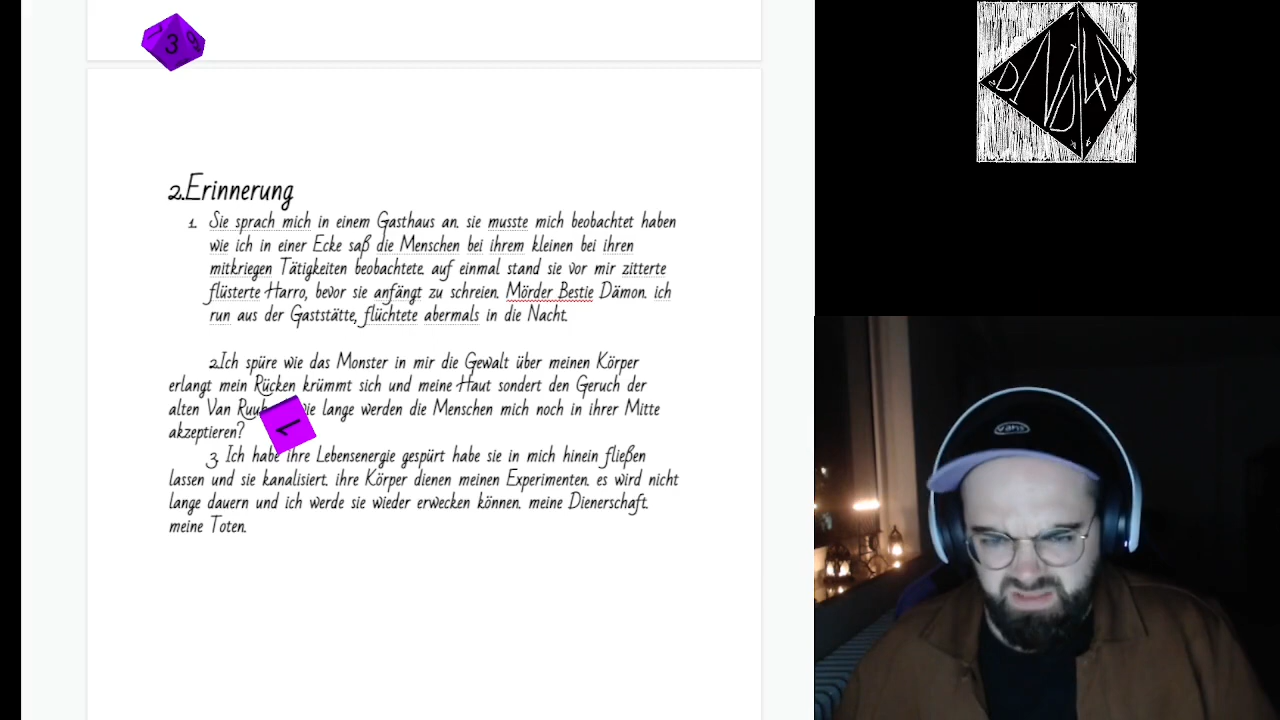 3 9
2.Erinnerung
1. Sie sprach mich in einem Gasthaus an. sie musste mich beobachtet haben
wie ich in einer Ecke saß die Menschen bei ihrem kleinen bei ihren
mitkriegen Tätigkeiten beobachtete. auf einmal stand sie vor mir zitterte
flüsterte Harro, bevor sie anfängt zu schreien. Mörder Bestie Dämon. ich
run aus der Gaststätte, flüchtete abermals in die Nacht.
2.Ich spüre wie das Monster in mir die Gewalt über meinen Körper
erlangt mein Rücken krümmt sich und meine Haut sondert den Geruch der
alten Van lange werden die Menschen mich noch in ihrer Mitte
akzeptieren?
1
3. Ich habe ihre Lebensenergie gespürt habe sie in mich hinein fließen
lassen und sie kanalisiert. ihre Körper dienen meinen Experimenten. es wird nicht
lange dauern und ich werde sie wieder erwecken können. meine Dienerschaft.
meine Toten.
vans